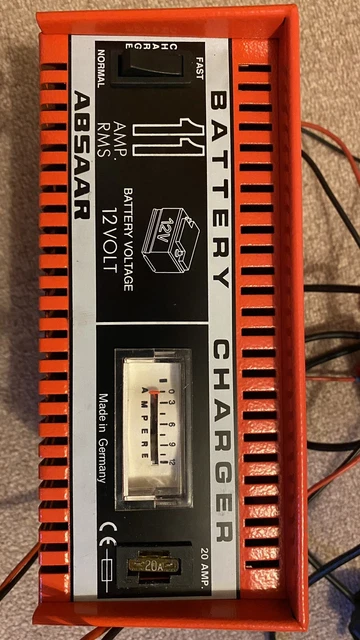 BATTERY CHARGER
CHARGE
FAST
NORMAL
11
AMP.
RMS
BATTERY VOLTAGE
12 VOLT
12V
0 3 6 9 12
AMPERE
Made in Germany
CE
20 AMP.
20A
ABSAAR